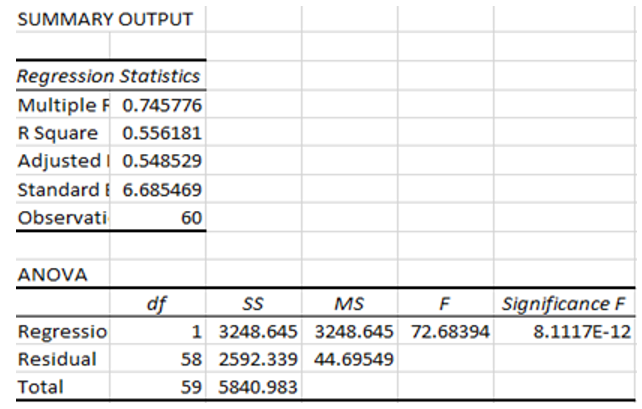 SUMMARY OUTPUT
Regression Statistics
Multiple R 0.745776
R Square 0.556181
Adjusted 0.548529
Standard 6.685469
Observati 60
ANOVA
df SS MS F Significance F
Regressio 1 3248.645 3248.645 72.68394 8.1117E-12
Residual 58 2592.339 44.69549
Total 59 5840.983